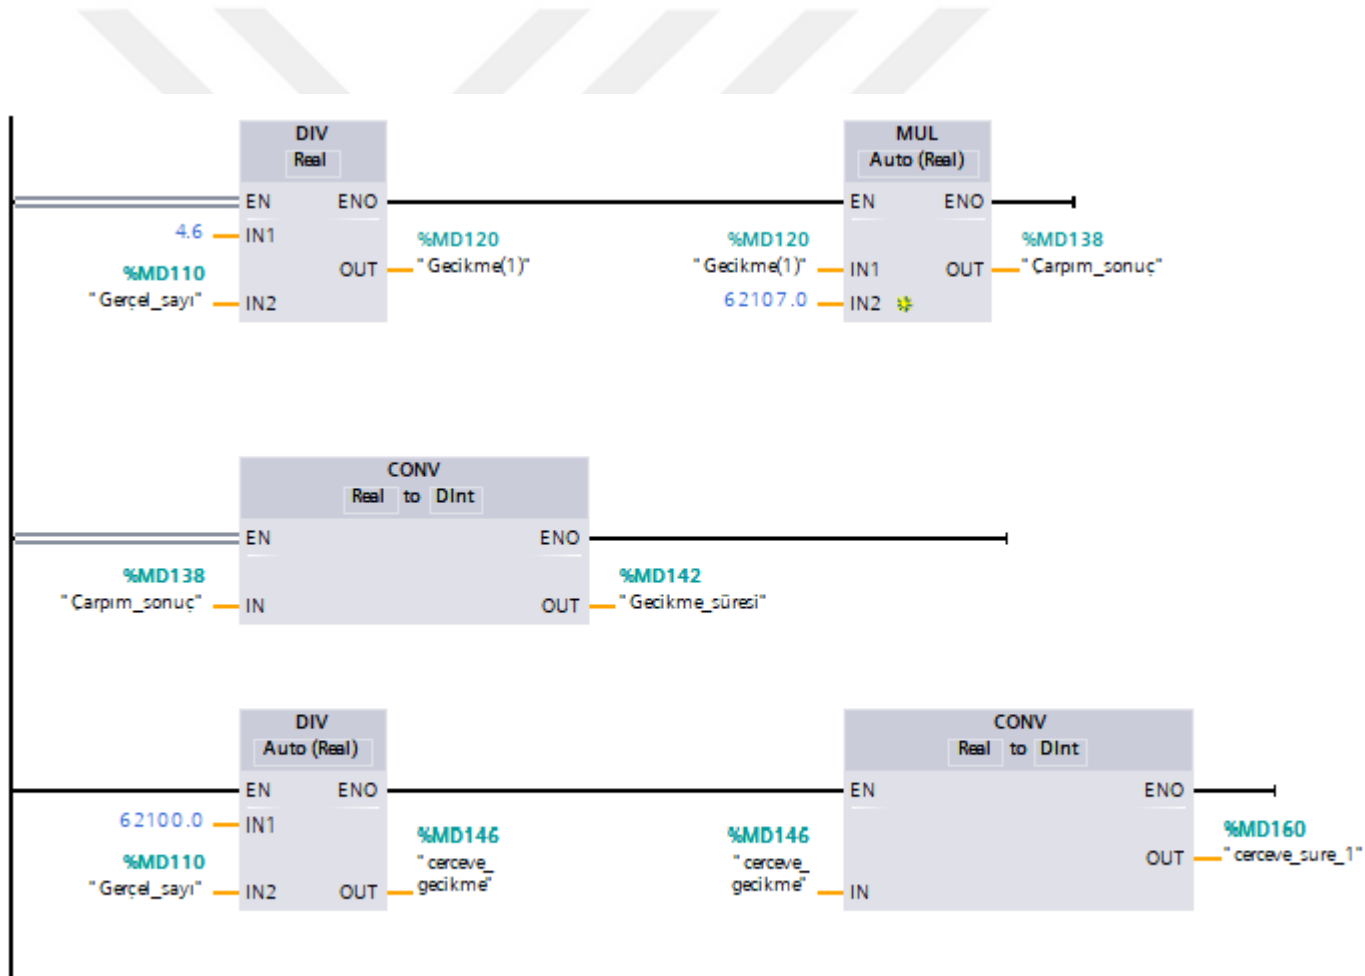 DIV
Real
EN ENO
4.6 IN1
%MD110
"Gerçel_sayı" IN2
OUT
%MD120
"Gecikme(1)"
MUL
Auto (Real)
EN ENO
%MD120
"Gecikme(1)" IN1
62107.0 IN2
OUT
%MD138
"Çarpım_sonuç"
CONV
Real to DInt
EN ENO
%MD138
"Çarpım_sonuç" IN
OUT
%MD142
"Gecikme_süresi"
DIV
Auto (Real)
EN ENO
62100.0 IN1
%MD110
"Gerçel_sayı" IN2
OUT
%MD146
"cerceve_
gecikme"
CONV
Real to DInt
EN ENO
%MD146
"cerceve_
gecikme" IN
OUT
%MD160
"cerceve_sure_1"